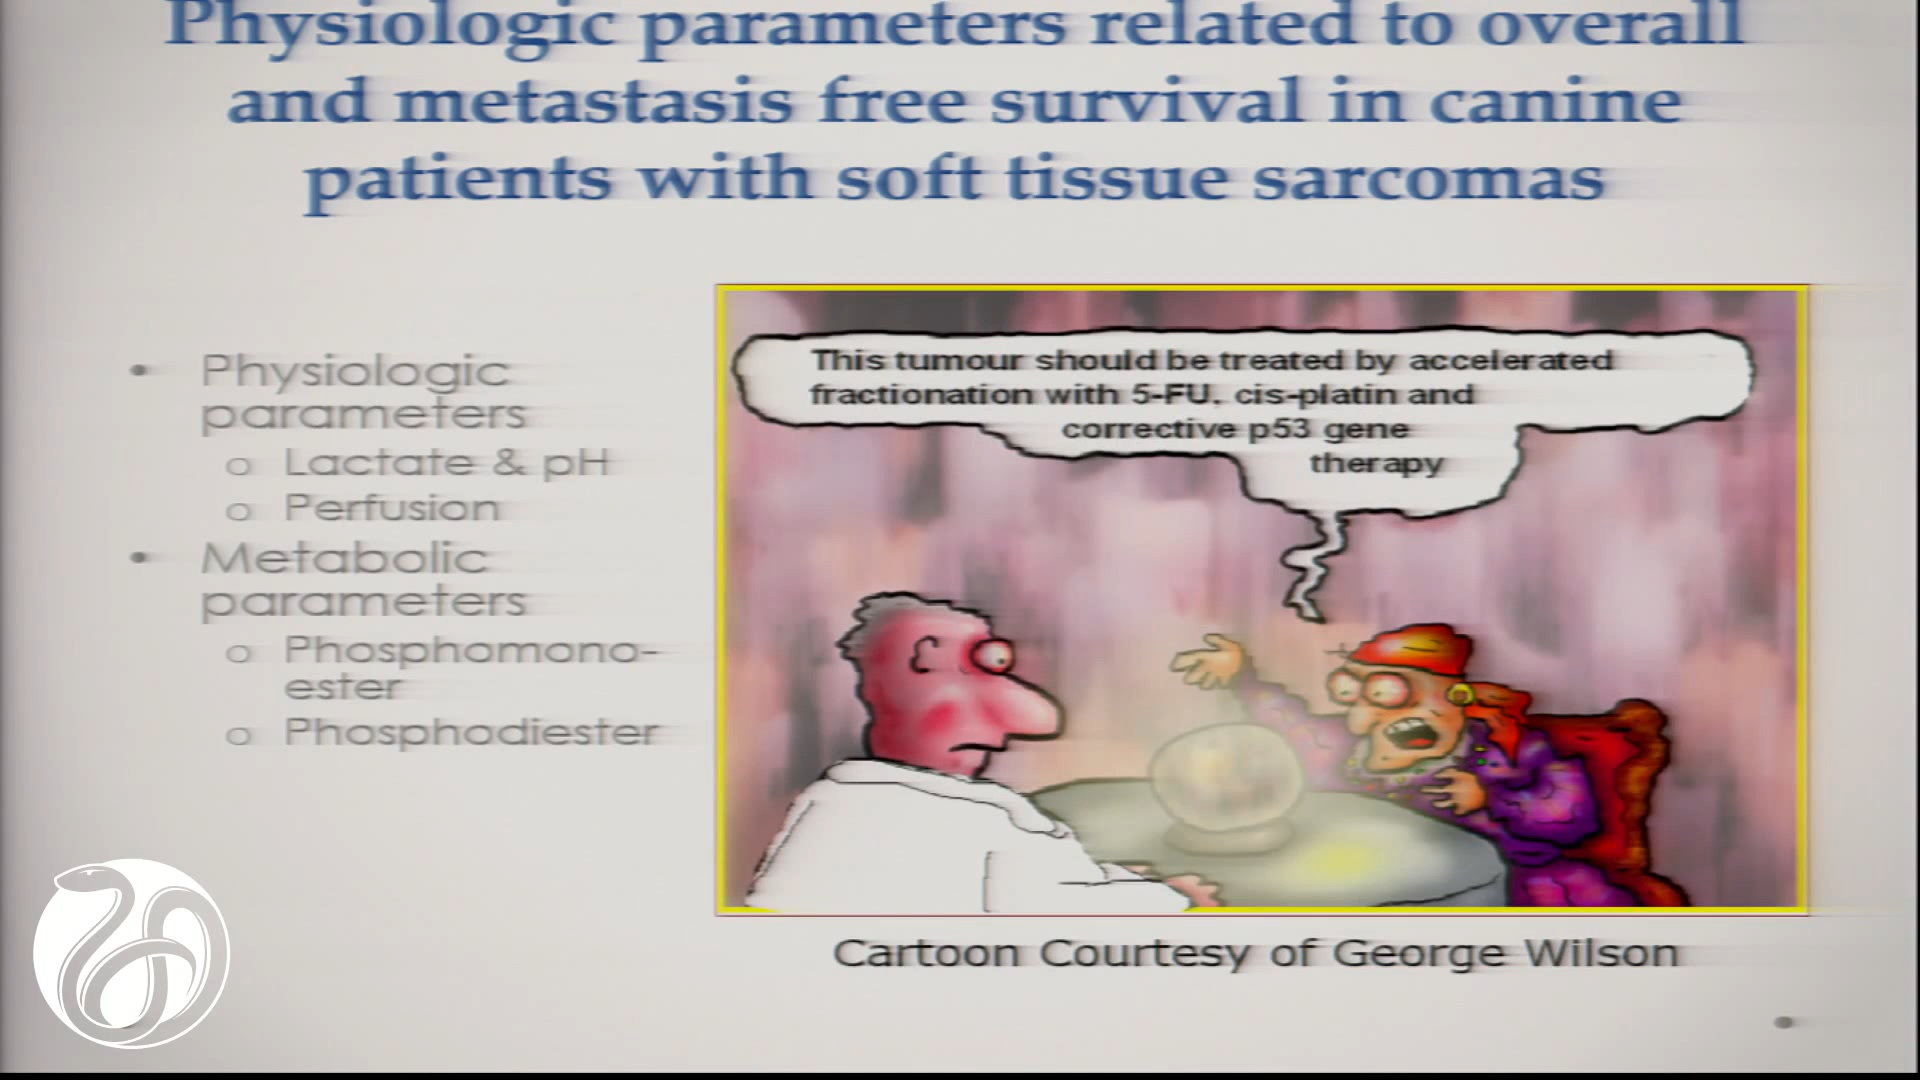 Physiologic parameters related to overall
and metastasis free survival in canine
patients with soft tissue sarcomas
• Physiologic
parameters
o Lactate & pH
o Perfusion
• Metabolic
parameters
o Phosphomono-
ester
o Phosphodiester
This tumour should be treated by accelerated
fractionation with 5-FU, cis-platin and
corrective p53 gene
therapy
Cartoon Courtesy of George Wilson